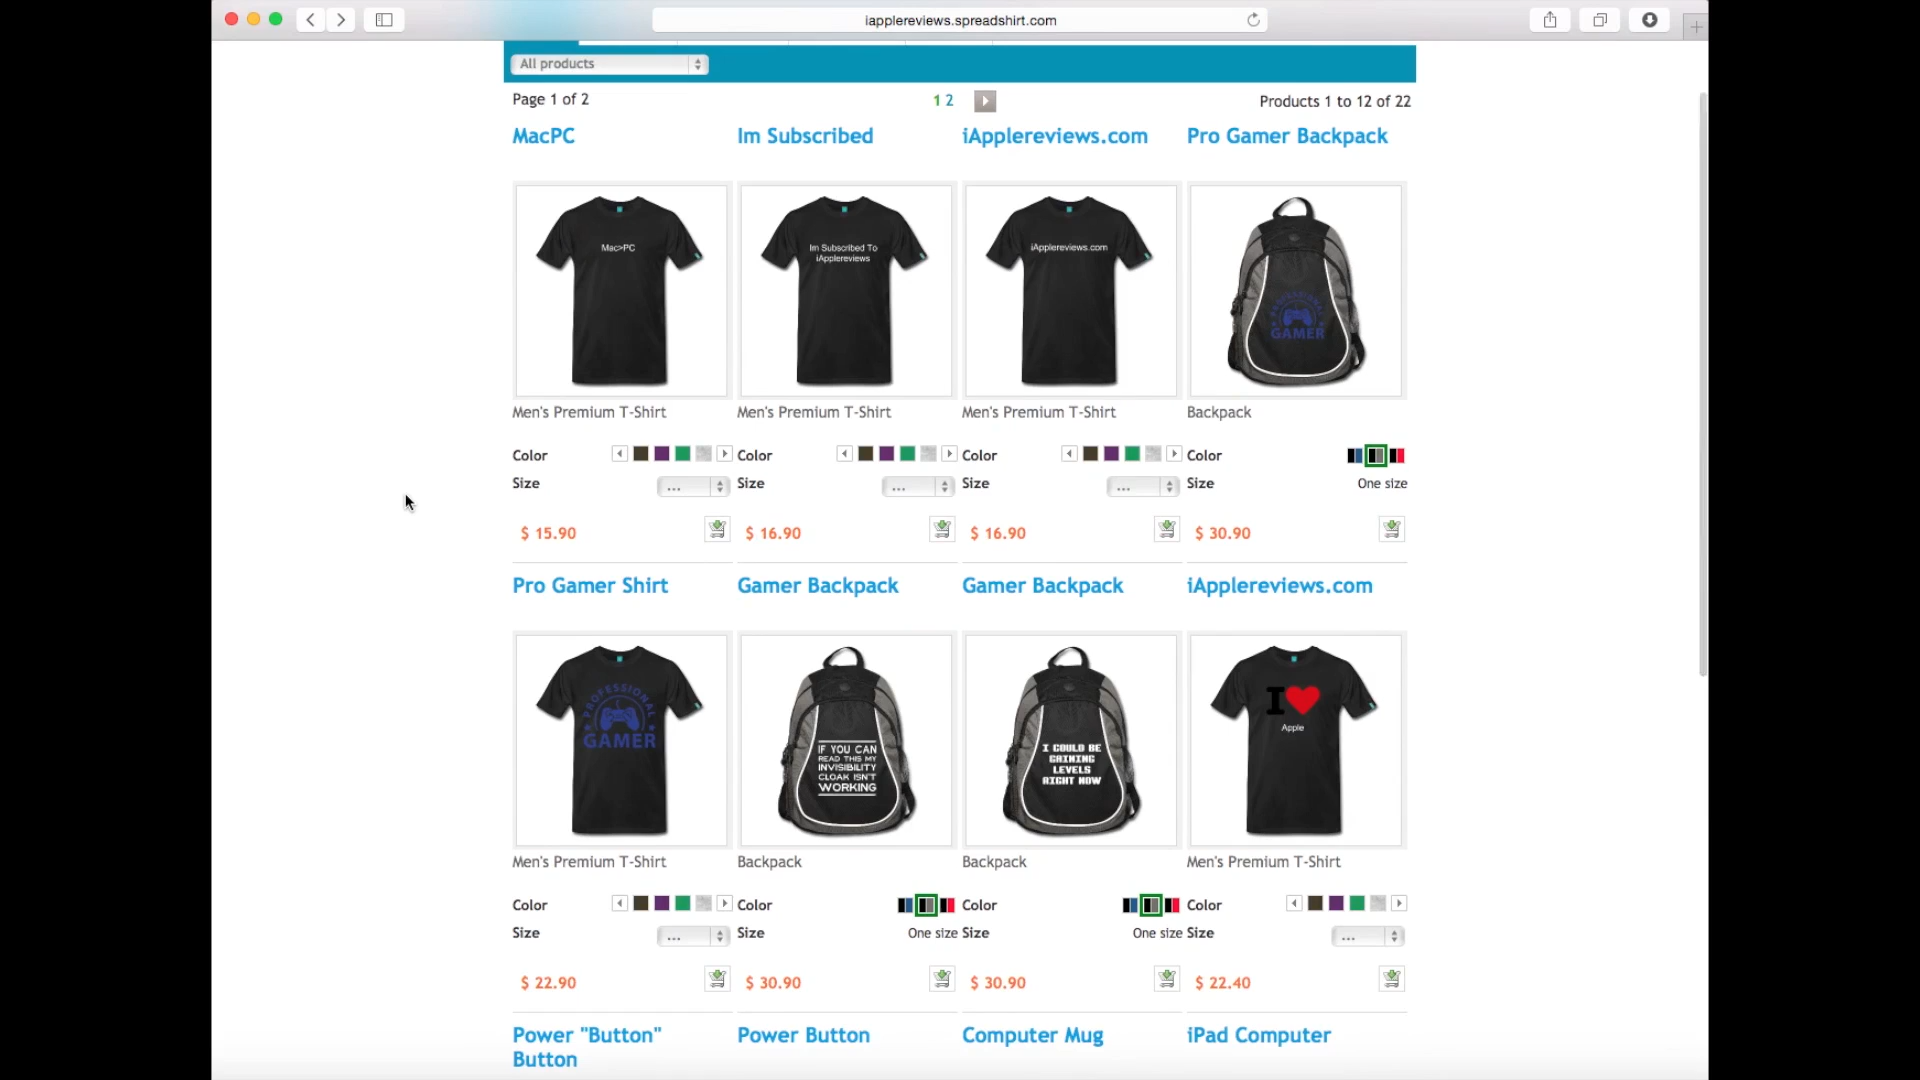 iapplereviews.spreadshirt.com
All products
Page 1 of 2
1 2
Products 1 to 12 of 22
MacPC
Im Subscribed
iApplereviews.com
Pro Gamer Backpack
Mac>PC
Im Subscribed To
iApplereviews
iApplereviews.com
PROFESSIONAL
GAMER
Men's Premium T-Shirt
Men's Premium T-Shirt
Men's Premium T-Shirt
Backpack
Color
Color
Color
Color
Size
...
Size
...
Size
...
Size
One size
$ 15.90
$ 16.90
$ 16.90
$ 30.90
Pro Gamer Shirt
Gamer Backpack
Gamer Backpack
iApplereviews.com
PROFESSIONAL
GAMER
IF YOU CAN
READ THIS MY
INVISIBILITY
CLOAK ISN'T
WORKING
I COULD BE
GAINING
LEVELS
RIGHT NOW
I
Apple
Men's Premium T-Shirt
Backpack
Backpack
Men's Premium T-Shirt
Color
Color
Color
Color
Size
...
Size
One size
Size
One size
Size
...
$ 22.90
$ 30.90
$ 30.90
$ 22.40
Power "Button"
Button
Power Button
Computer Mug
iPad Computer